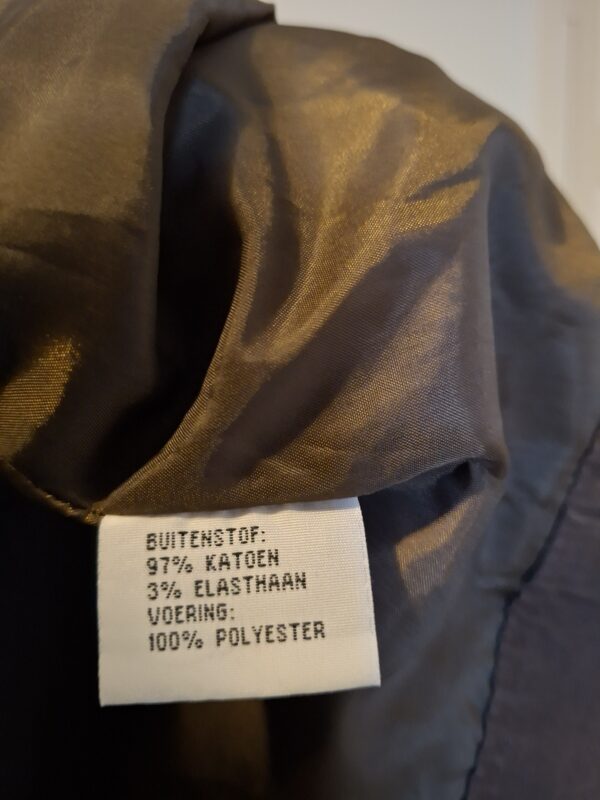 BUITENSTOF:
97% KATOEN
3% ELASTHAAN
VOERING:
100% POLYESTER